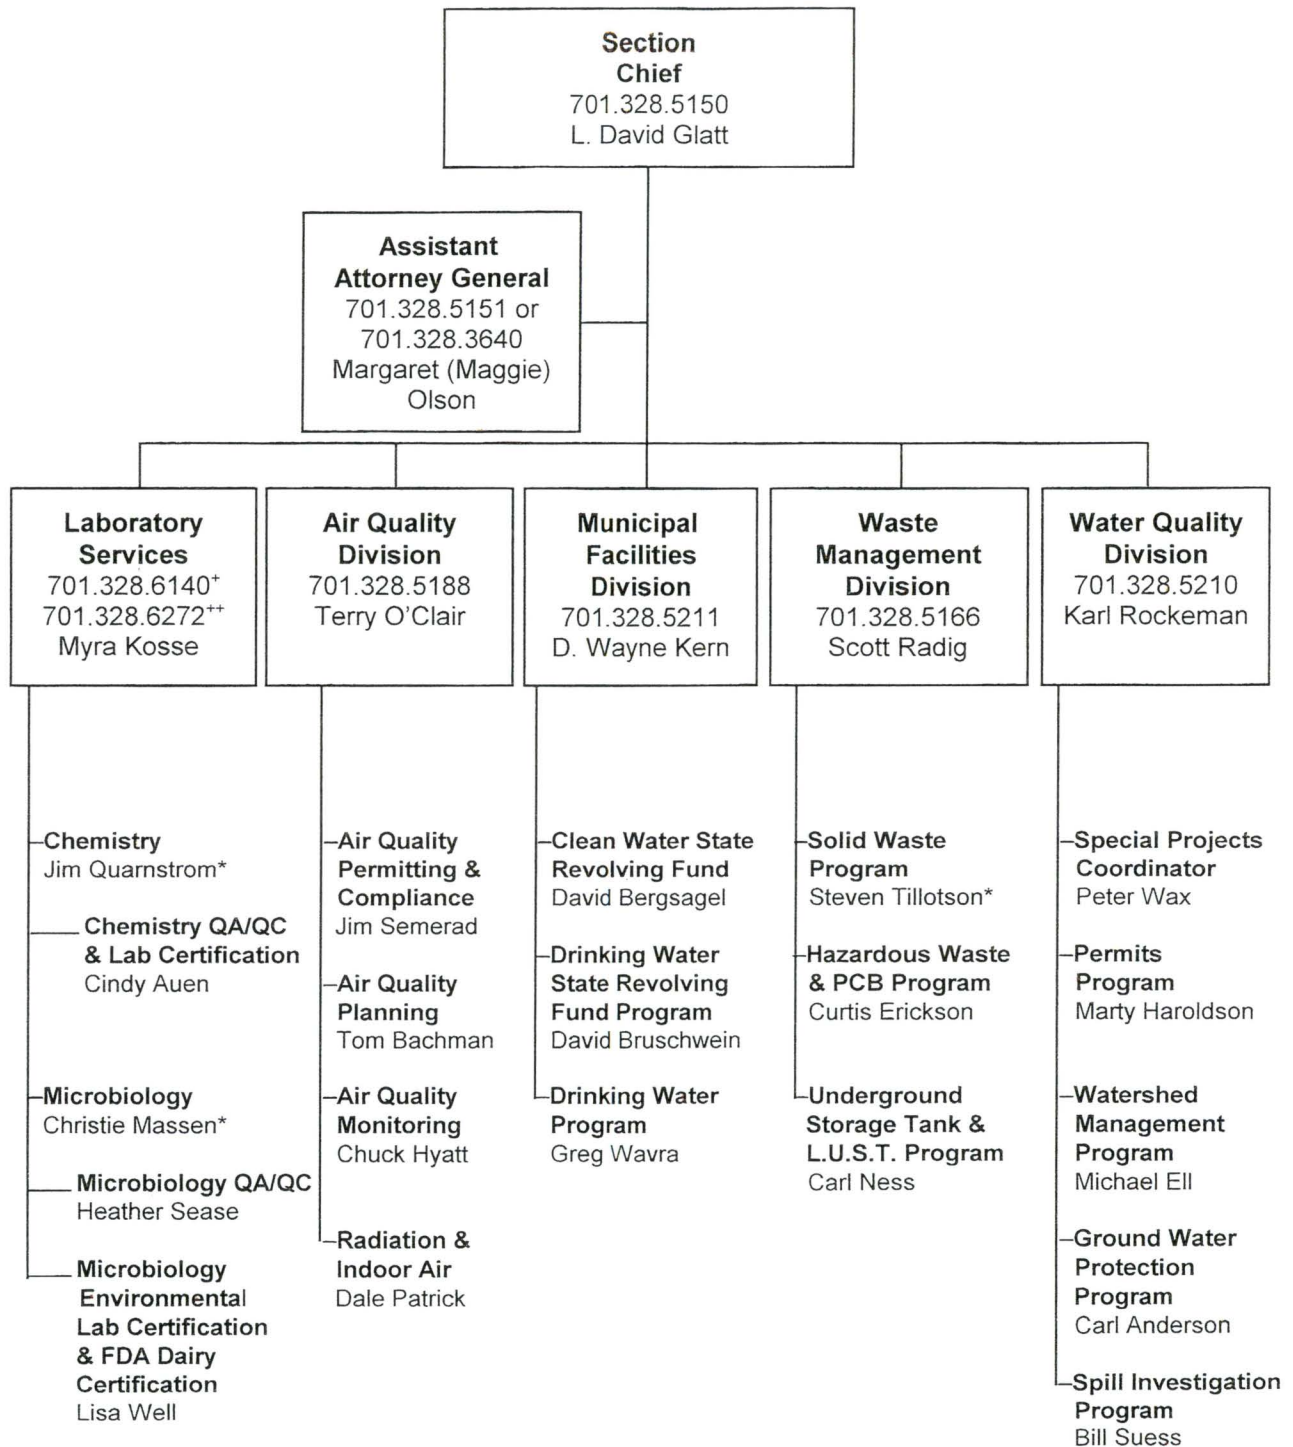 Section
Chief
701.328.5150
L. David Glatt
Assistant
Attorney General
701.328.5151 or
701.328.3640
Margaret (Maggie)
Olson
Laboratory
Services
701.328.6140⁺
701.328.6272⁺⁺
Myra Kosse
Air Quality
Division
701.328.5188
Terry O'Clair
Municipal
Facilities
Division
701.328.5211
D. Wayne Kern
Waste
Management
Division
701.328.5166
Scott Radig
Water Quality
Division
701.328.5210
Karl Rockeman
Chemistry
Jim Quarnstrom*
Chemistry QA/QC
& Lab Certification
Cindy Auen
Microbiology
Christie Massen*
Microbiology QA/QC
Heather Sease
Microbiology
Environmental
Lab Certification
& FDA Dairy
Certification
Lisa Well
Air Quality
Permitting &
Compliance
Jim Semerad
Air Quality
Planning
Tom Bachman
Air Quality
Monitoring
Chuck Hyatt
Radiation &
Indoor Air
Dale Patrick
Clean Water State
Revolving Fund
David Bergsagel
Drinking Water
State Revolving
Fund Program
David Bruschwein
Drinking Water
Program
Greg Wavra
Solid Waste
Program
Steven Tillotson*
Hazardous Waste
& PCB Program
Curtis Erickson
Underground
Storage Tank &
L.U.S.T. Program
Carl Ness
Special Projects
Coordinator
Peter Wax
Permits
Program
Marty Haroldson
Watershed
Management
Program
Michael Ell
Ground Water
Protection
Program
Carl Anderson
Spill Investigation
Program
Bill Suess